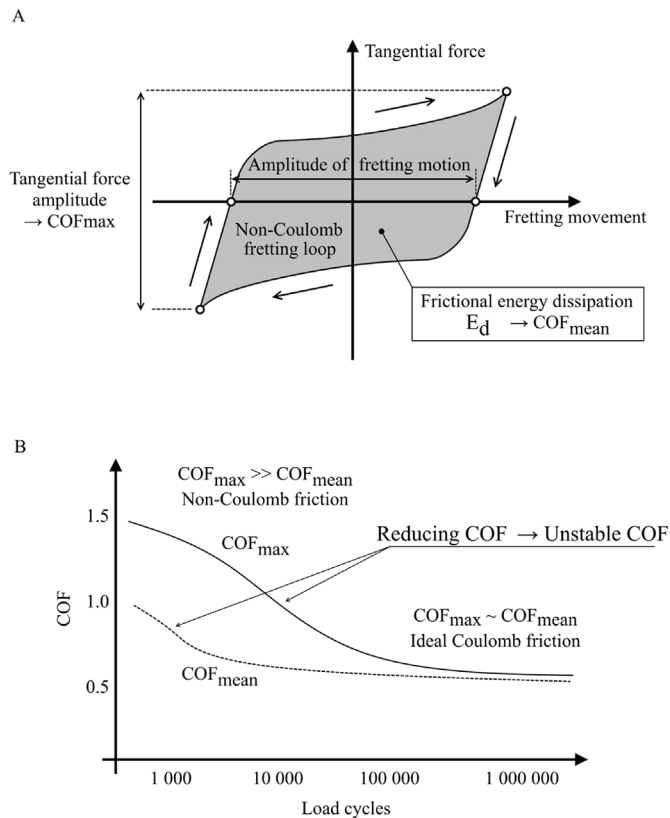 A
Tangential force
Tangential force
amplitude
→ COFmax
Amplitude of fretting motion
Fretting movement
Non-Coulomb
fretting loop
Frictional energy dissipation
Ed → COFmean
B
COFmax >> COFmean
Non-Coulomb friction
1.5
Reducing COF → Unstable COF
COFmax
1.0
COF
COFmax ~ COFmean
Ideal Coulomb friction
COFmean
0.5
1 000
10 000
100 000
1 000 000
Load cycles